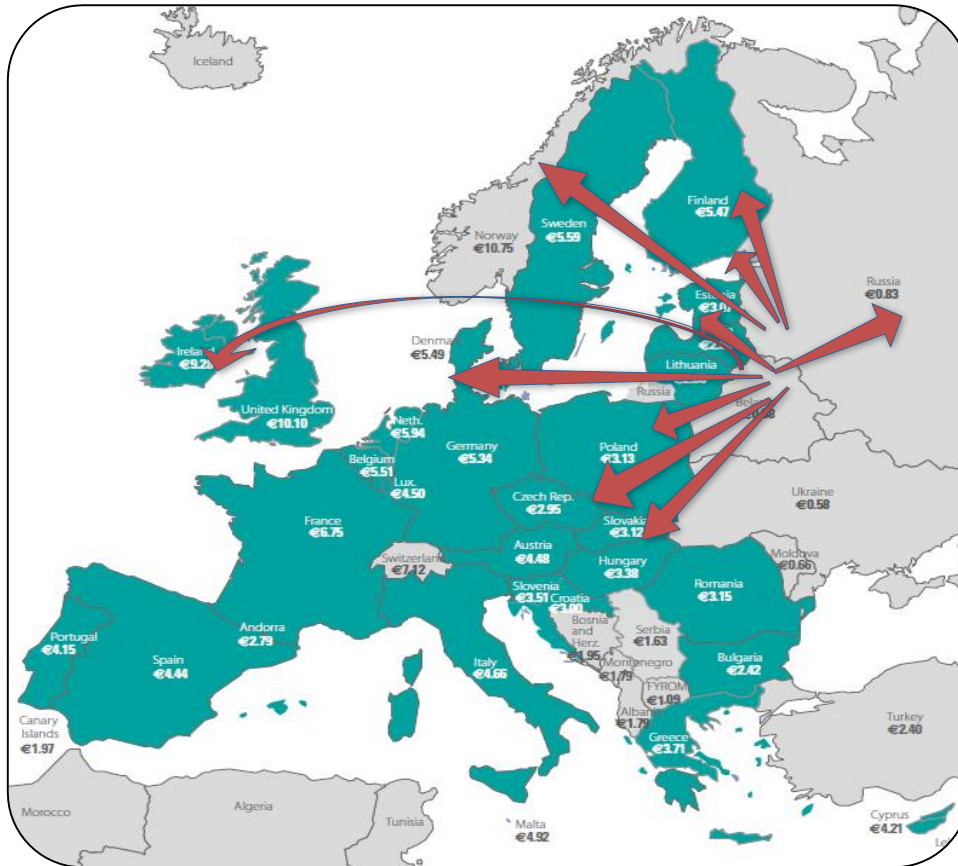 Iceland
Finland
€5.47
Sweden
€5.59
Norway
€10.75
Russia
€0.83
Estonia
Denma
€5.49
Ireland
Lithuania
Russia
United Kingdom
€10.10
Neth.
€5.94
Germany
€5.34
Poland
€3.13
Belgium
€5.51
Lux.
€4.50
Czech Rep.
€2.95
Ukraine
€0.58
France
€6.75
Slovakia
€3.12
Austria
€4.48
Switzerland
€7.12
Hungary
€3.38
Moldova
€0.66
Slovenia
€3.51
Croatia
€3.00
Romania
€3.15
Bosnia
and
Herz.
€1.95
Serbia
€1.63
Andorra
€2.79
Portugal
€4.15
Spain
€4.44
Italy
€4.66
Montenegro
€1.79
Bulgaria
€2.42
FYROM
€1.09
Albania
€1.79
Greece
€3.71
Turkey
€2.40
Canary
Islands
€1.97
Morocco
Algeria
Tunisia
Malta
€4.92
Cyprus
€4.21
Le